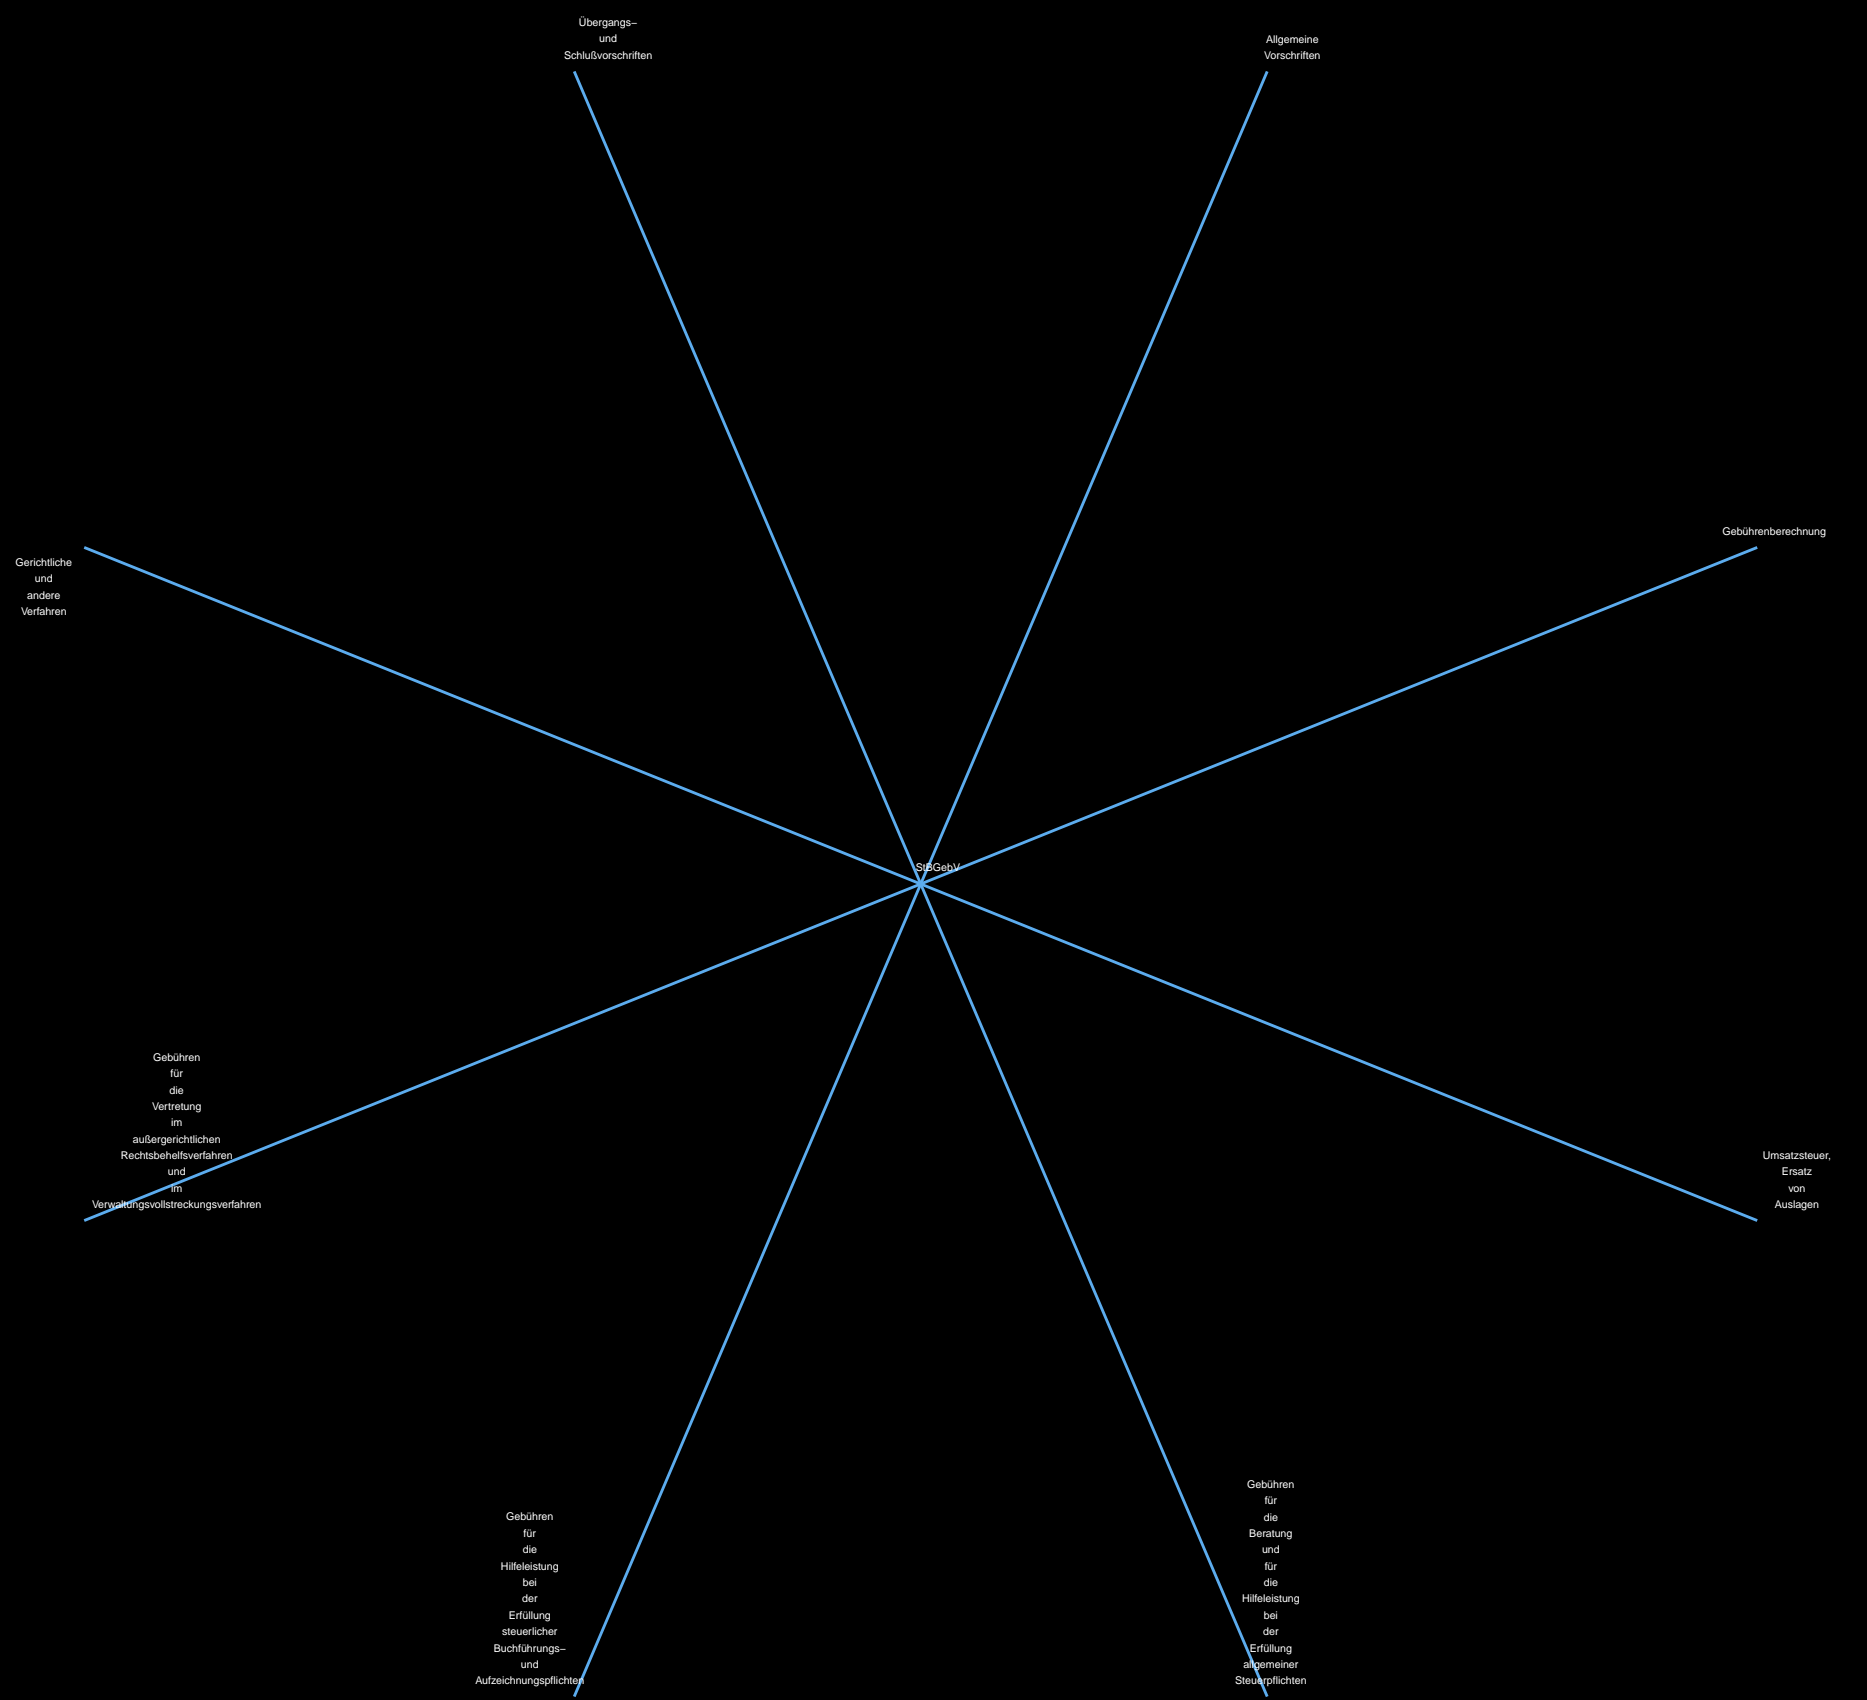 Übergangs–
und
Schlußvorschriften
Allgemeine
Vorschriften
Gebührenberechnung
Gerichtliche
und
andere
Verfahren
StBGebV
Gebühren
für
die
Vertretung
im
außergerichtlichen
Rechtsbehelfsverfahren
und
im
Verwaltungsvollstreckungsverfahren
Umsatzsteuer,
Ersatz
von
Auslagen
Gebühren
für
die
Hilfeleistung
bei
der
Erfüllung
steuerlicher
Buchführungs–
und
Aufzeichnungspflichten
Gebühren
für
die
Beratung
und
für
die
Hilfeleistung
bei
der
Erfüllung
allgemeiner
Steuerpflichten